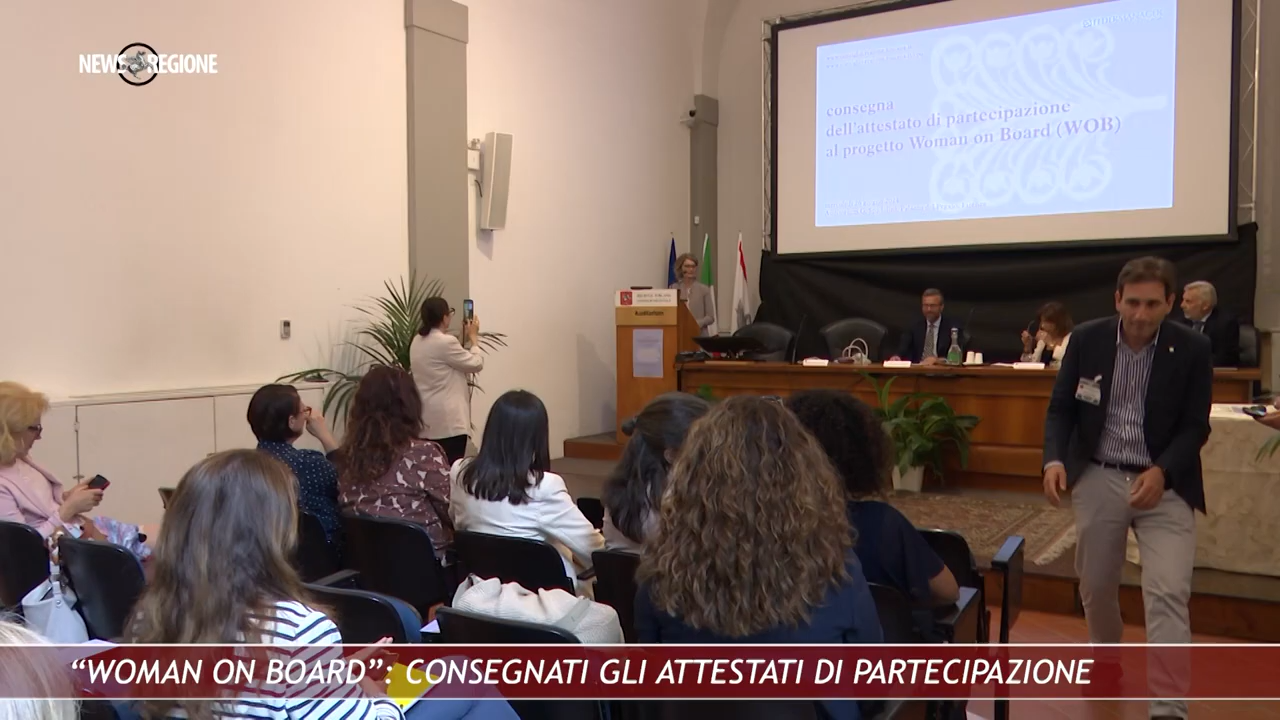 NEWS REGIONE
consegna
dell'attestato di partecipazione
al progetto Woman on Board (WOB)
Auditorium
“WOMAN ON BOARD”: CONSEGNATI GLI ATTESTATI DI PARTECIPAZIONE